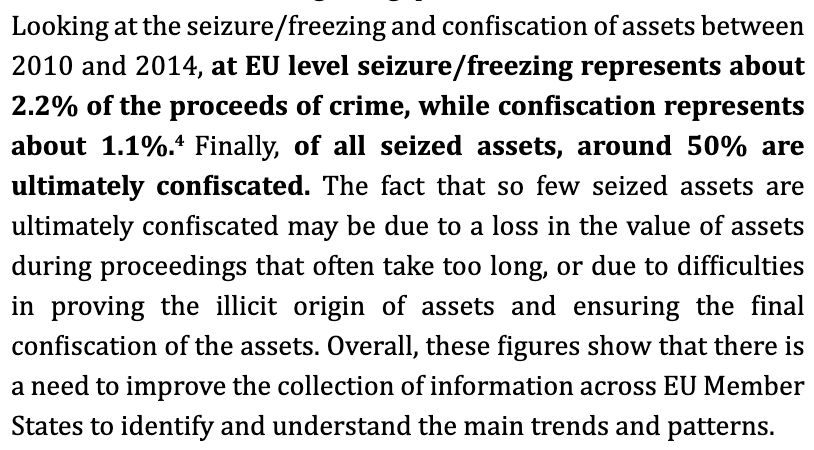 Looking at the seizure/freezing and confiscation of assets between
2010 and 2014, at EU level seizure/freezing represents about
2.2% of the proceeds of crime, while confiscation represents
about 1.1%.⁴ Finally, of all seized assets, around 50% are
ultimately confiscated. The fact that so few seized assets are
ultimately confiscated may be due to a loss in the value of assets
during proceedings that often take too long, or due to difficulties
in proving the illicit origin of assets and ensuring the final
confiscation of the assets. Overall, these figures show that there is
a need to improve the collection of information across EU Member
States to identify and understand the main trends and patterns.